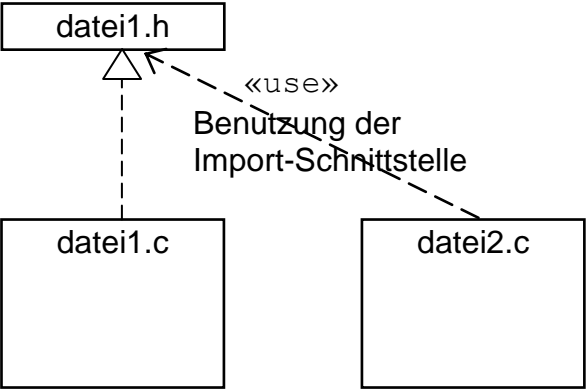 datei1.h
«use»
Benutzung der
Import-Schnittstelle
datei1.c
datei2.c